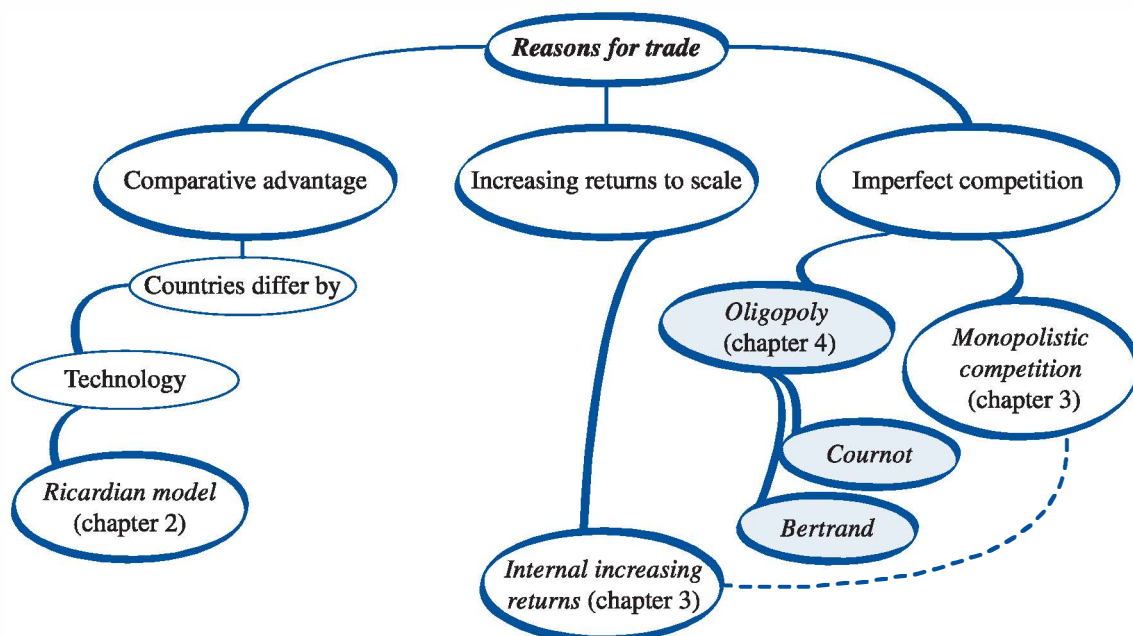 Reasons for trade
Comparative advantage
Increasing returns to scale
Imperfect competition
Countries differ by
Oligopoly
(chapter 4)
Monopolistic
competition
(chapter 3)
Technology
Cournot
Ricardian model
(chapter 2)
Bertrand
Internal increasing
returns (chapter 3)